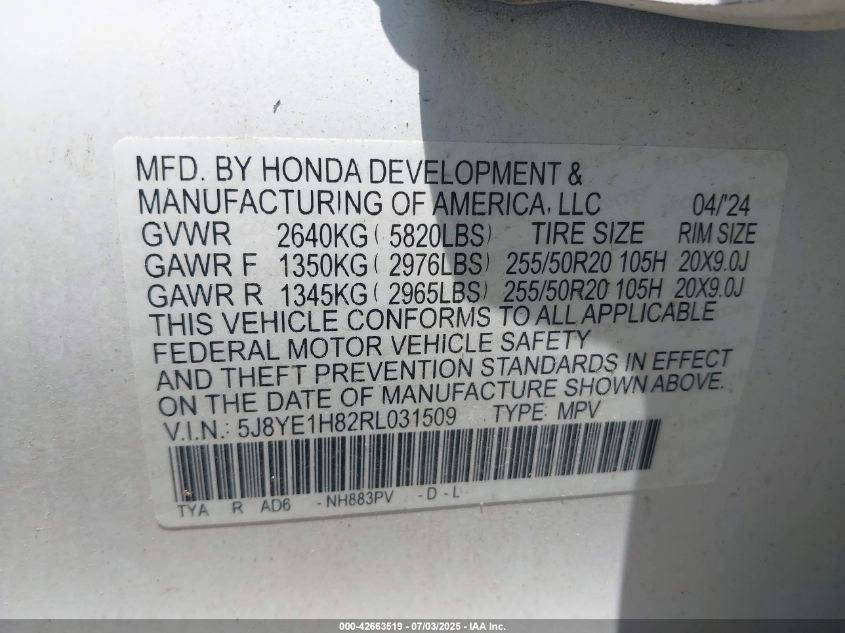 MFD. BY HONDA DEVELOPMENT &
MANUFACTURING OF AMERICA, LLC 04/'24
GVWR 2640KG ( 5820LBS) TIRE SIZE RIM SIZE
GAWR F 1350KG ( 2976LBS) 255/50R20 105H 20X9.0J
GAWR R 1345KG ( 2965LBS) 255/50R20 105H 20X9.0J
THIS VEHICLE CONFORMS TO ALL APPLICABLE
FEDERAL MOTOR VEHICLE SAFETY
AND THEFT PREVENTION STANDARDS IN EFFECT
ON THE DATE OF MANUFACTURE SHOWN ABOVE.
V.I.N.: 5J8YE1H82RL031509 TYPE: MPV
TYA R AD6 - NH883PV - D - L
000-42663519 - 07/03/2025 - IAA Inc.